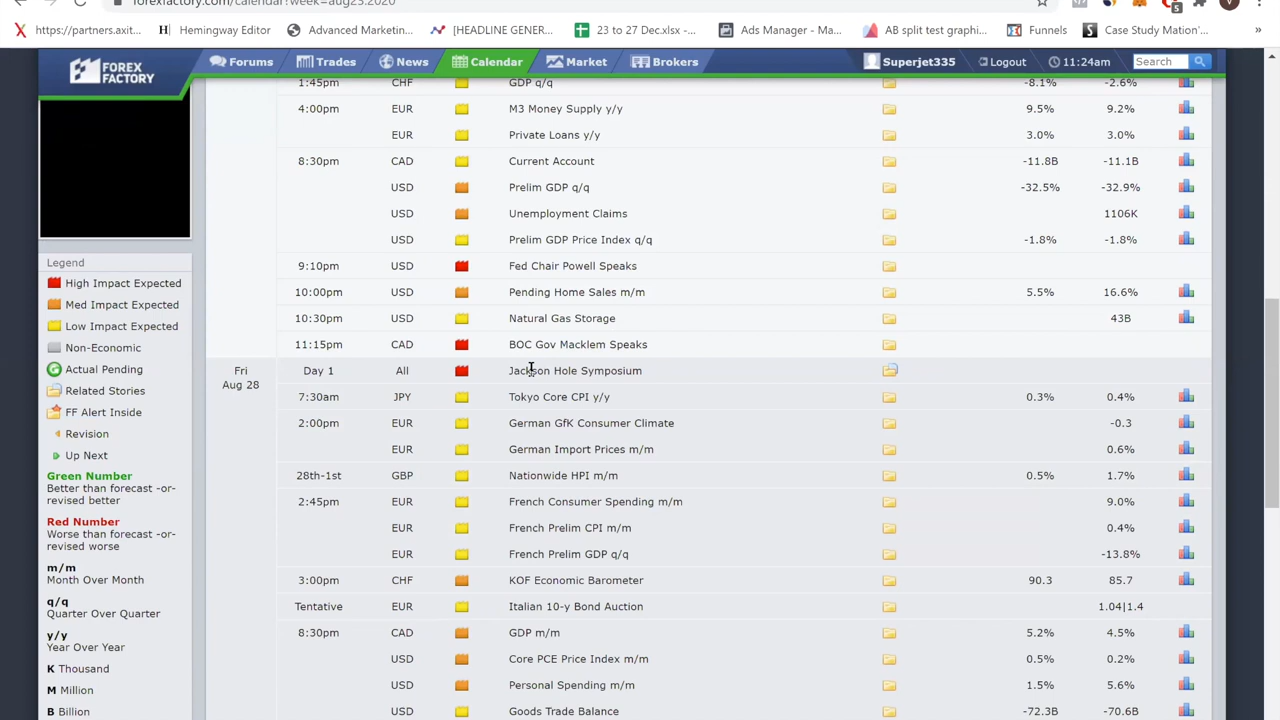 forexfactory.com/calendar?week=aug23.2020
https://partners.axit... Hemingway Editor Advanced Marketin... [HEADLINE GENER... 23 to 27 Dec.xlsx -... Ads Manager - Ma... AB split test graphi... Funnels Case Study Mation'... »
FOREX FACTORY Forums Trades News Calendar Market Brokers Superjet335 Logout 11:24am Search
1:45pm CHF GDP q/q -8.1% -2.6%
4:00pm EUR M3 Money Supply y/y 9.5% 9.2%
EUR Private Loans y/y 3.0% 3.0%
8:30pm CAD Current Account -11.8B -11.1B
USD Prelim GDP q/q -32.5% -32.9%
USD Unemployment Claims 1106K
USD Prelim GDP Price Index q/q -1.8% -1.8%
9:10pm USD Fed Chair Powell Speaks
10:00pm USD Pending Home Sales m/m 5.5% 16.6%
10:30pm USD Natural Gas Storage 43B
11:15pm CAD BOC Gov Macklem Speaks
Fri Aug 28 Day 1 All Jackson Hole Symposium
7:30am JPY Tokyo Core CPI y/y 0.3% 0.4%
2:00pm EUR German GfK Consumer Climate -0.3
EUR German Import Prices m/m 0.6%
28th-1st GBP Nationwide HPI m/m 0.5% 1.7%
2:45pm EUR French Consumer Spending m/m 9.0%
EUR French Prelim CPI m/m 0.4%
EUR French Prelim GDP q/q -13.8%
3:00pm CHF KOF Economic Barometer 90.3 85.7
Tentative EUR Italian 10-y Bond Auction 1.04|1.4
8:30pm CAD GDP m/m 5.2% 4.5%
USD Core PCE Price Index m/m 0.5% 0.2%
USD Personal Spending m/m 1.5% 5.6%
USD Goods Trade Balance -72.3B -70.6B
Legend
High Impact Expected
Med Impact Expected
Low Impact Expected
Non-Economic
Actual Pending
Related Stories
FF Alert Inside
Revision
Up Next
Green Number
Better than forecast -or-
revised better
Red Number
Worse than forecast -or-
revised worse
m/m
Month Over Month
q/q
Quarter Over Quarter
y/y
Year Over Year
K Thousand
M Million
B Billion